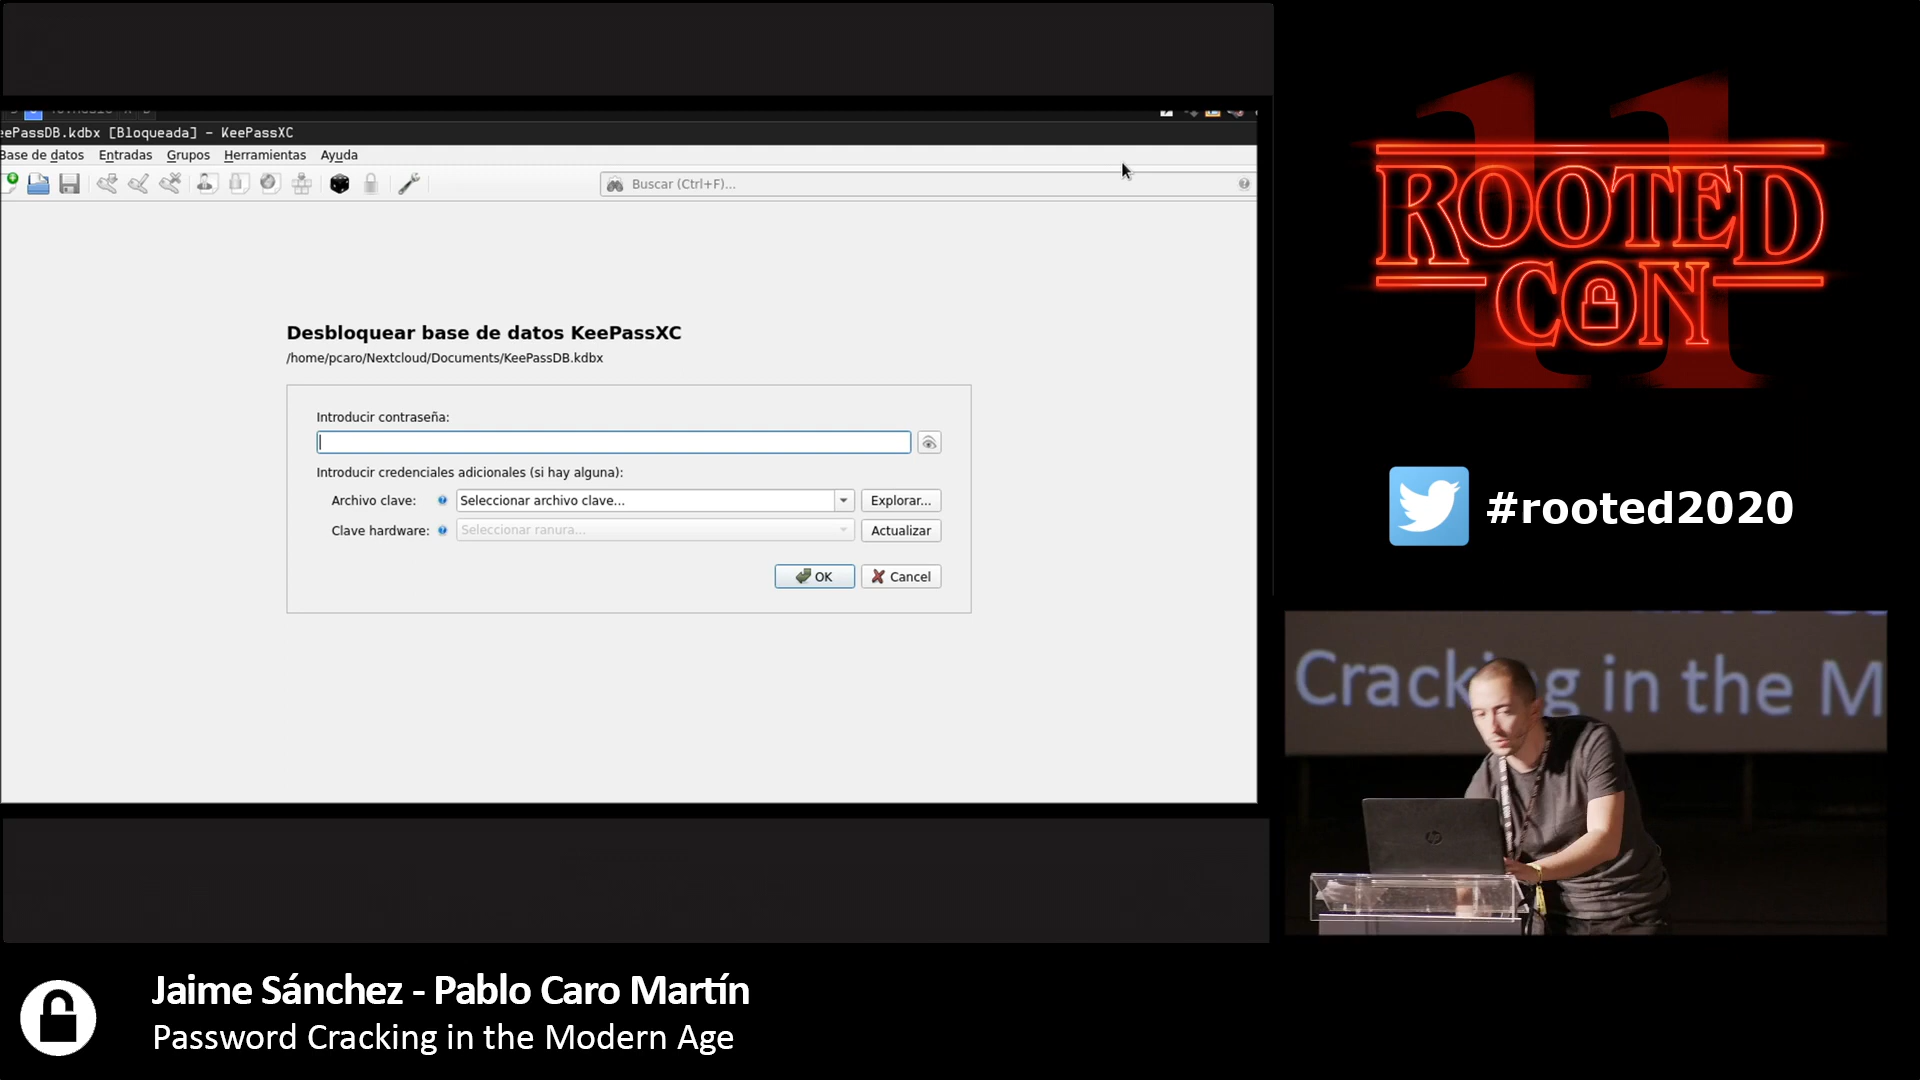 ePassDB.kdbx [Bloqueada] - KeePassXC
Base de datos Entradas Grupos Herramientas Ayuda
Buscar (Ctrl+F)...
Desbloquear base de datos KeePassXC
/home/pcaro/Nextcloud/Documents/KeePassDB.kdbx
Introducir contraseña:
Introducir credenciales adicionales (si hay alguna):
Archivo clave: Seleccionar archivo clave... Explorar...
Clave hardware: Seleccionar ranura... Actualizar
OK Cancel
11
ROOTED
CON
#rooted2020
Cracking in the M
hp
Jaime Sánchez - Pablo Caro Martín
Password Cracking in the Modern Age